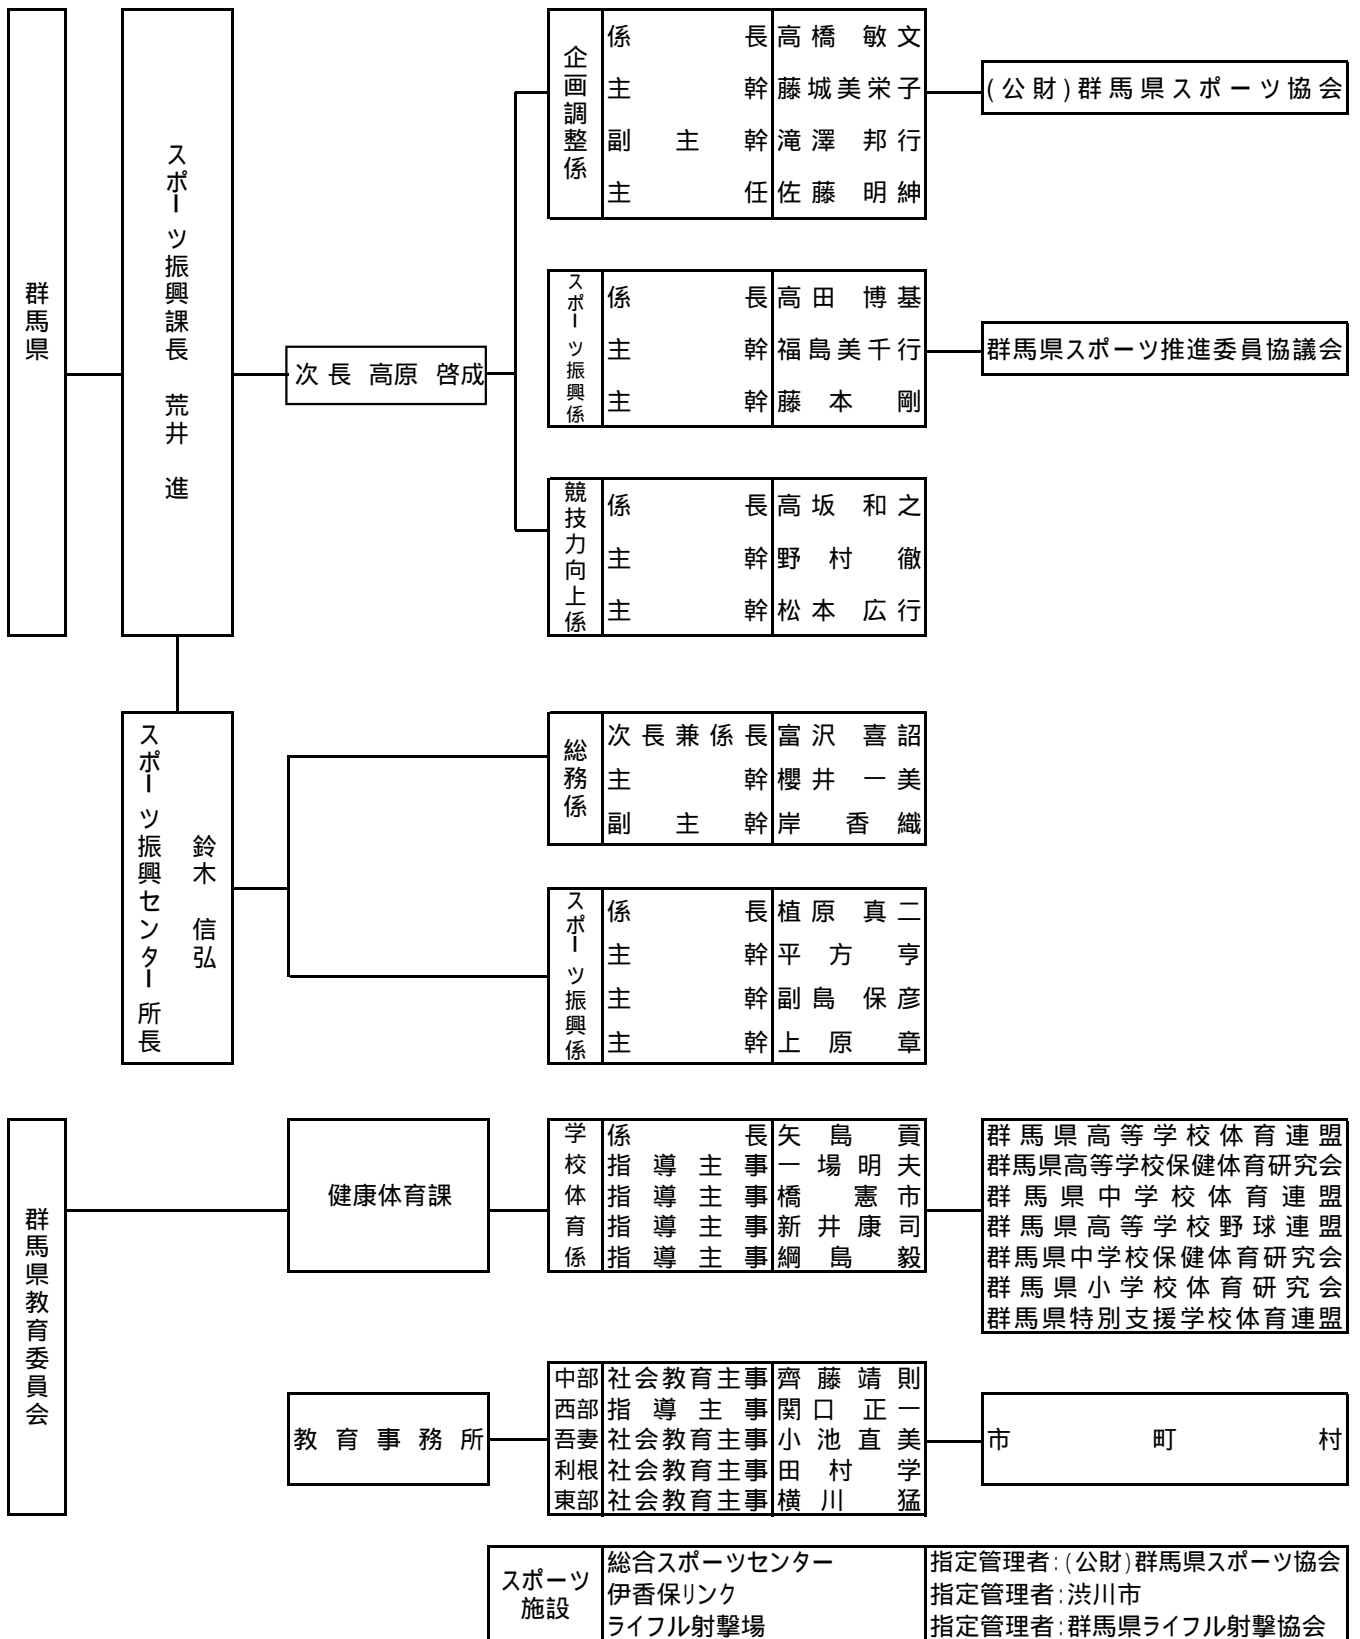 群馬県
スポーツ振興課長 荒井 進
次長 高原 啓成
企画調整係
係長 高橋 敏文
主幹 藤城美栄子
副主幹 滝澤 邦行
主任 佐藤 明紳
(公財)群馬県スポーツ協会
スポーツ振興係
係長 高田 博基
主幹 福島美千行
主幹 藤本 剛
群馬県スポーツ推進委員協議会
競技力向上係
係長 高坂 和之
主幹 野村 徹
主幹 松本 広行
スポーツ振興センター所長
鈴木 信弘
総務係
次長兼係長 富沢 喜詔
主幹 櫻井 一美
副主幹 岸 香織
スポーツ振興係
係長 植原 真二
主幹 平方 亨
主幹 副島 保彦
主幹 上原 章
群馬県教育委員会
健康体育課
学校体育係
係長 矢島 貢
指導主事 一場明夫
指導主事 橋 憲市
指導主事 新井康司
指導主事 綱島 毅
群馬県高等学校体育連盟
群馬県高等学校保健体育研究会
群馬県中学校体育連盟
群馬県高等学校野球連盟
群馬県中学校保健体育研究会
群馬県小学校体育研究会
群馬県特別支援学校体育連盟
教育事務所
中部 社会教育主事 齊藤靖則
西部 指導主事 関口正一
吾妻 社会教育主事 小池直美
利根 社会教育主事 田村 学
東部 社会教育主事 横川 猛
市町村
スポーツ施設
総合スポーツセンター 指定管理者:(公財)群馬県スポーツ協会
伊香保リンク 指定管理者:渋川市
ライフル射撃場 指定管理者:群馬県ライフル射撃協会